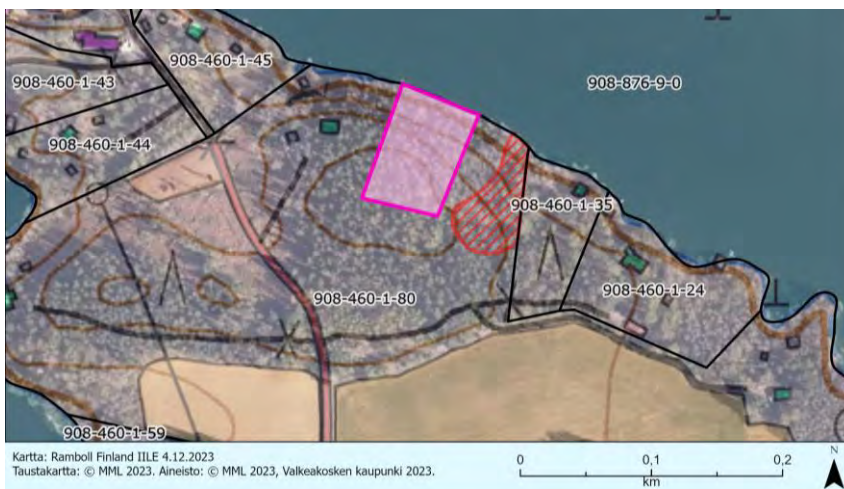 908-460-1-45
908-460-1-43
908-876-9-0
908-460-1-44
908-460-1-35
908-460-1-24
908-460-1-80
908-460-1-59
Kartta: Ramboll Finland IILE 4.12.2023
Taustakartta: © MML 2023. Aineisto: © MML 2023, Valkeakosken kaupunki 2023.
0 0,1 0,2
km
N